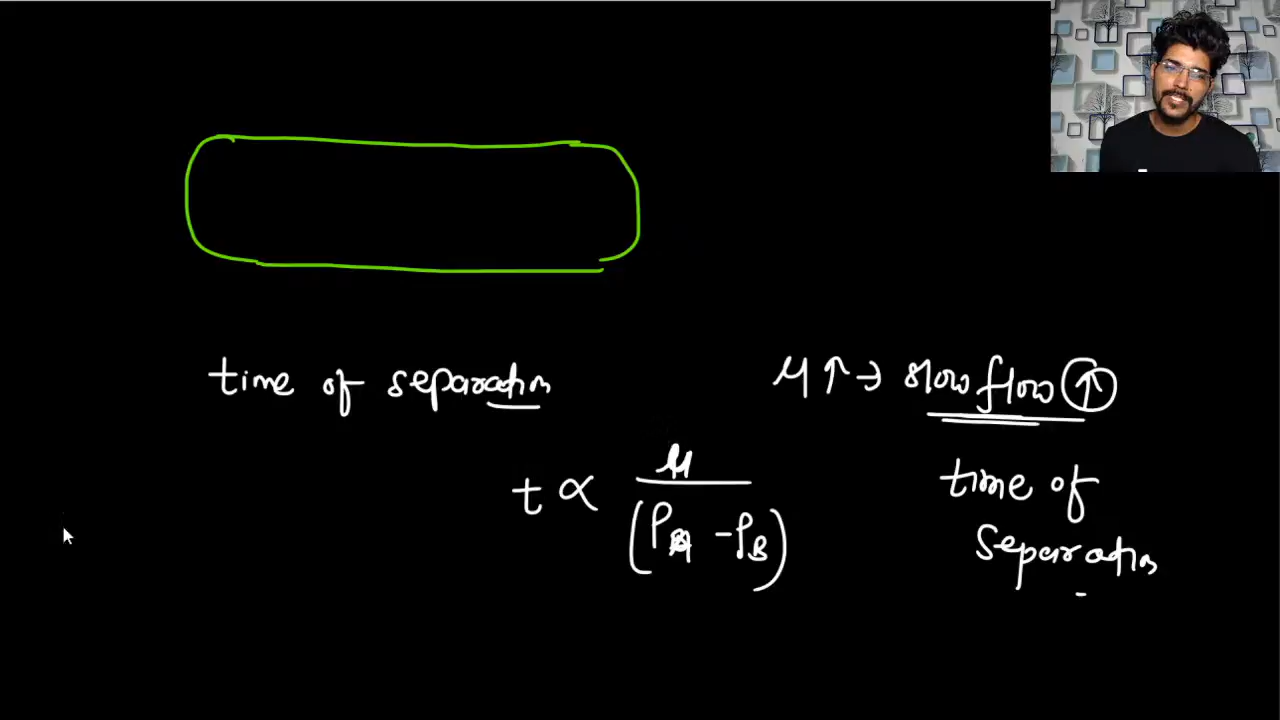 time of separation
μ↑ → slow flow ↑
t ∝ μ / (ρA - ρB)
time of
separation